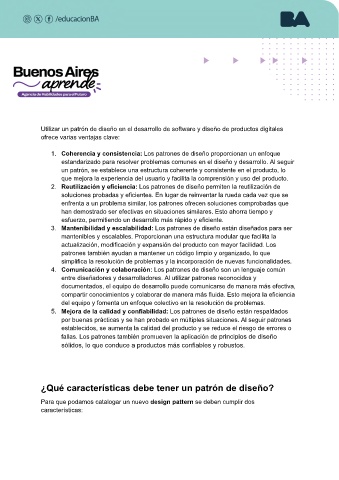 /educacionBA
BA
Buenos Aires
aprende
Agencia de Habilidades para el Futuro
Utilizar un patrón de diseño en el desarrollo de software y diseño de productos digitales
ofrece varias ventajas clave:
1. Coherencia y consistencia: Los patrones de diseño proporcionan un enfoque
estandarizado para resolver problemas comunes en el diseño y desarrollo. Al seguir
un patrón, se establece una estructura coherente y consistente en el producto, lo
que mejora la experiencia del usuario y facilita la comprensión y uso del producto.
2. Reutilización y eficiencia: Los patrones de diseño permiten la reutilización de
soluciones probadas y eficientes. En lugar de reinventar la rueda cada vez que se
enfrenta a un problema similar, los patrones ofrecen soluciones comprobadas que
han demostrado ser efectivas en situaciones similares. Esto ahorra tiempo y
esfuerzo, permitiendo un desarrollo más rápido y eficiente.
3. Mantenibilidad y escalabilidad: Los patrones de diseño están diseñados para ser
mantenibles y escalables. Proporcionan una estructura modular que facilita la
actualización, modificación y expansión del producto con mayor facilidad. Los
patrones también ayudan a mantener un código limpio y organizado, lo que
simplifica la resolución de problemas y la incorporación de nuevas funcionalidades.
4. Comunicación y colaboración: Los patrones de diseño son un lenguaje común
entre diseñadores y desarrolladores. Al utilizar patrones reconocidos y
documentados, el equipo de desarrollo puede comunicarse de manera más efectiva,
compartir conocimientos y colaborar de manera más fluida. Esto mejora la eficiencia
del equipo y fomenta un enfoque colectivo en la resolución de problemas.
5. Mejora de la calidad y confiabilidad: Los patrones de diseño están respaldados
por buenas prácticas y se han probado en múltiples situaciones. Al seguir patrones
establecidos, se aumenta la calidad del producto y se reduce el riesgo de errores o
fallas. Los patrones también promueven la aplicación de principios de diseño
sólidos, lo que conduce a productos más confiables y robustos.
¿Qué características debe tener un patrón de diseño?
Para que podamos catalogar un nuevo design pattern se deben cumplir dos
características: